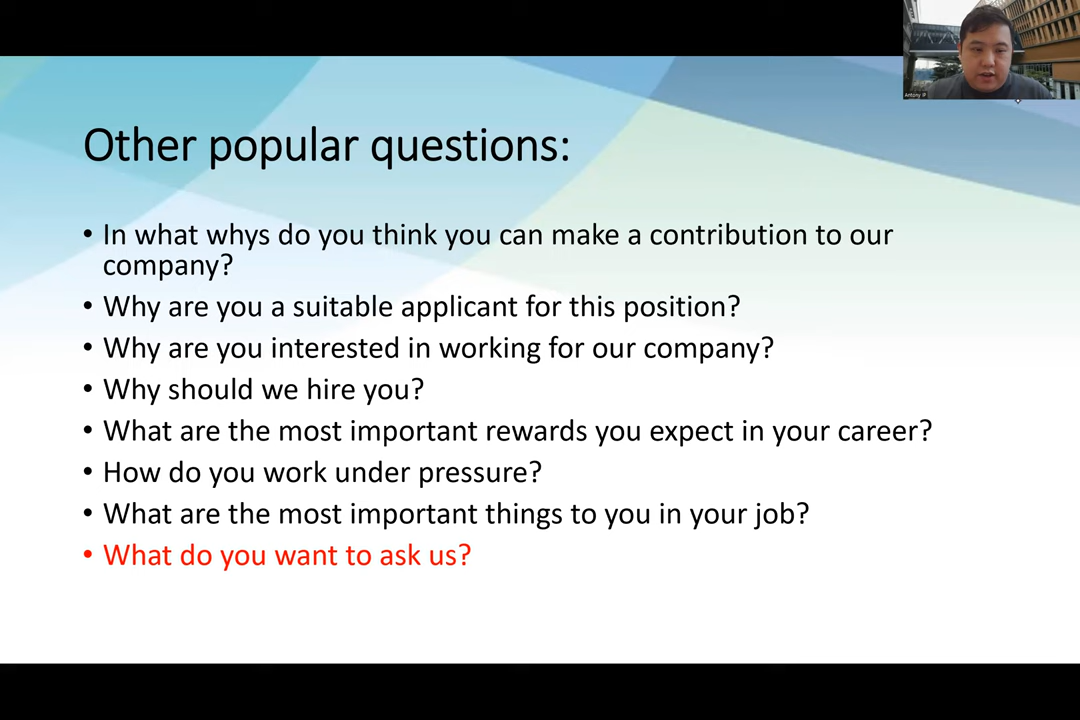 Antony IP
Other popular questions:
• In what whys do you think you can make a contribution to our
company?
• Why are you a suitable applicant for this position?
• Why are you interested in working for our company?
• Why should we hire you?
• What are the most important rewards you expect in your career?
• How do you work under pressure?
• What are the most important things to you in your job?
• What do you want to ask us?